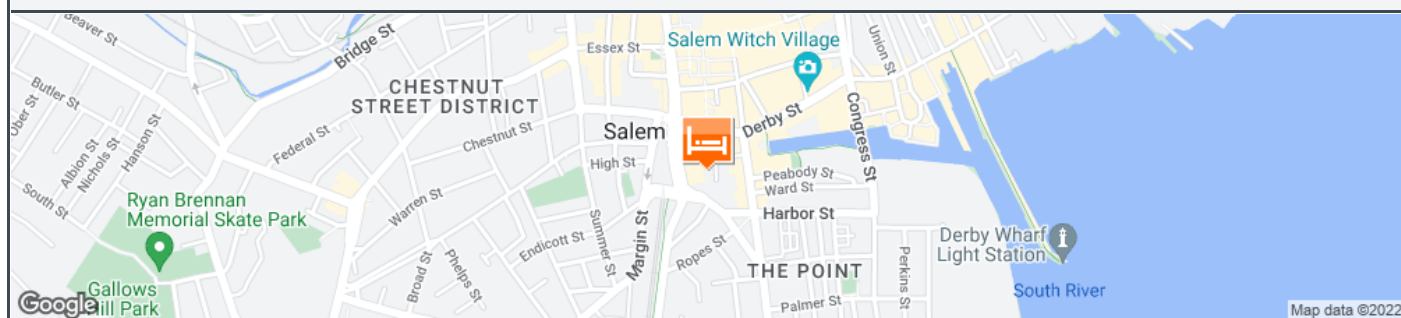 Beaver St
Bridge St
Essex St
Salem Witch Village
Union St
CHESTNUT
STREET DISTRICT
Butler St
Ober St
Albion St
Nichols St
Hanson St
Federal St
Chestnut St
Salem
Derby St
Congress St
High St
Peabody St
Ward St
South St
Ryan Brennan
Memorial Skate Park
Warren St
Harbor St
Summer St
Margin St
Endicott St
Ropes St
Broad St
Phelps St
THE POINT
Perkins St
Derby Wharf
Light Station
Gallows
Hill Park
Palmer St
South River
Google
Map data ©2022